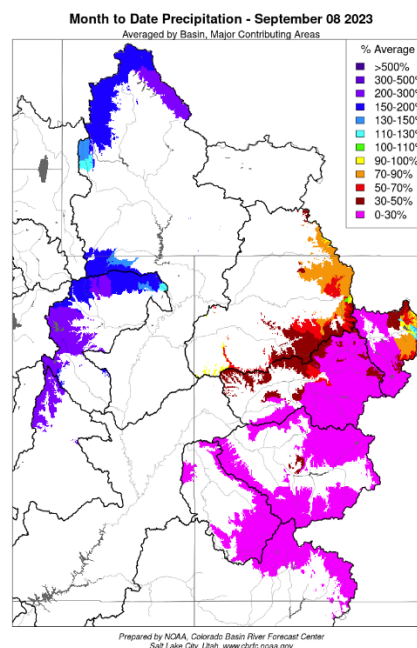 Month to Date Precipitation - September 08 2023
Averaged by Basin, Major Contributing Areas
% Average
>500%
300-500%
200-300%
150-200%
130-150%
110-130%
100-110%
90-100%
70-90%
50-70%
30-50%
0-30%
Prepared by NOAA, Colorado Basin River Forecast Center
Salt Lake City, Utah, www.cbrfc.noaa.gov